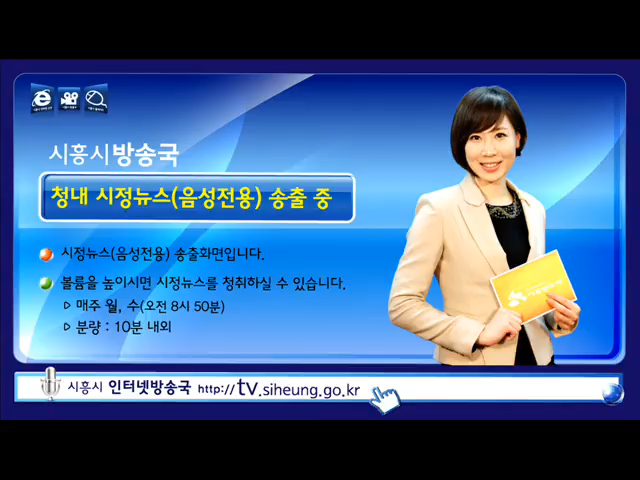 시흥시방송국
청내 시정뉴스(음성전용) 송출 중
시정뉴스(음성전용) 송출화면입니다.
볼륨을 높이시면 시정뉴스를 청취하실 수 있습니다.
▷ 매주 월, 수(오전 8시 50분)
▷ 분량 : 10분 내외
시흥시 인터넷방송국 http://tv.siheung.go.kr